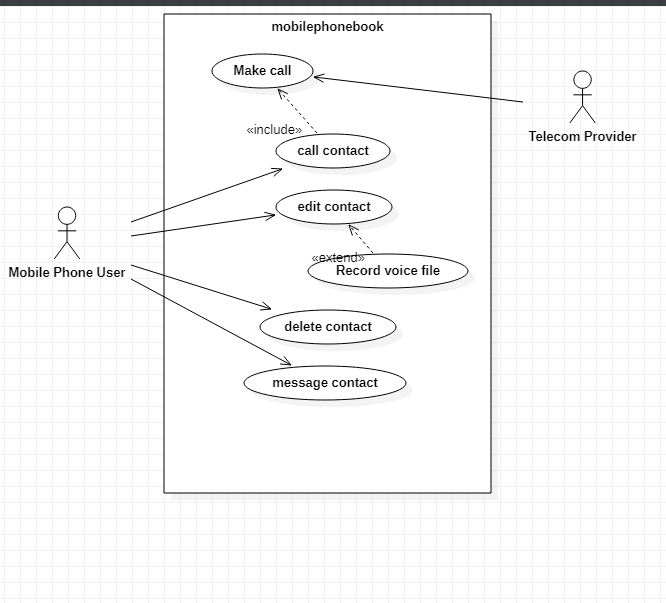 mobilephonebook
Make call
Telecom Provider
«include»
call contact
edit contact
«extend»
Record voice file
Mobile Phone User
delete contact
message contact